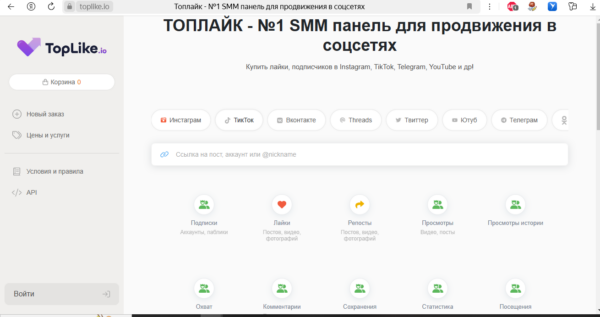 toplike.io
Топлайк - №1 SMM панель для продвижения в соцсетях
TopLike.io
Корзина 0
Новый заказ
Цены и услуги
Условия и правила
API
Войти
ТОПЛАЙК - №1 SMM панель для продвижения в
соцсетях
Купить лайки, подписчиков в Instagram, TikTok, Telegram, YouTube и др!
Инстаграм
ТикТок
Вконтакте
Threads
Твиттер
Ютуб
Телеграм
Ссылка на пост, аккаунт или @nickname
Подписки
Аккаунты, паблики
Лайки
Постов, видео,
фотографий
Репосты
Постов, видео,
фотографий
Просмотры
Видео, посты
Просмотры истории
Охват
Комментарии
Сохранения
Статистика
Посещения